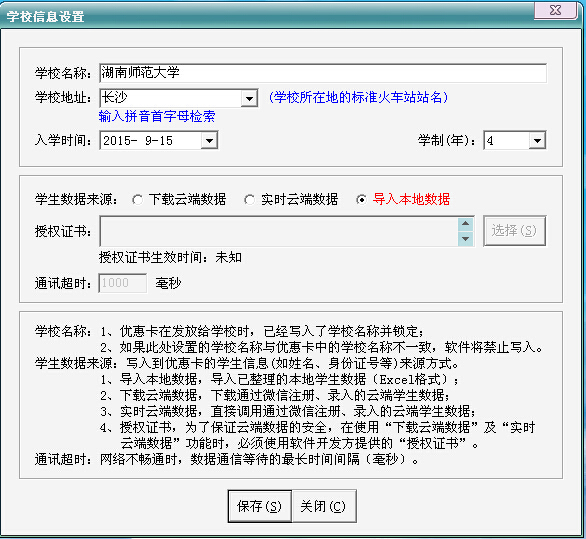 学校信息设置
学校名称: 湖南师范大学
学校地址: 长沙 (学校所在地的标准火车站站名)
输入拼音首字母检索
入学时间: 2015- 9-15 学制(年): 4
学生数据来源: 下载云端数据 实时云端数据 导入本地数据
授权证书: 选择(S)
授权证书生效时间: 未知
通讯超时: 1000 毫秒
学校名称: 1、优惠卡在发放给学校时，已经写入了学校名称并锁定;
2、如果此处设置的学校名称与优惠卡中的学校名称不一致，软件将禁止写入。
学生数据来源: 写入到优惠卡的学生信息(如姓名、身份证号等)来源方式。
1、导入本地数据，导入已整理的本地学生数据（Excel格式）;
2、下载云端数据，下载通过微信注册、录入的云端学生数据;
3、实时云端数据，直接调用通过微信注册、录入的云端学生数据;
4、授权证书，为了保证云端数据的安全，在使用“下载云端数据”及“实时
云端数据”功能时，必须使用软件开发方提供的“授权证书”。
通讯超时: 网络不畅通时，数据通信等待的最长时间间隔（毫秒）。
保存(S) 关闭(C)